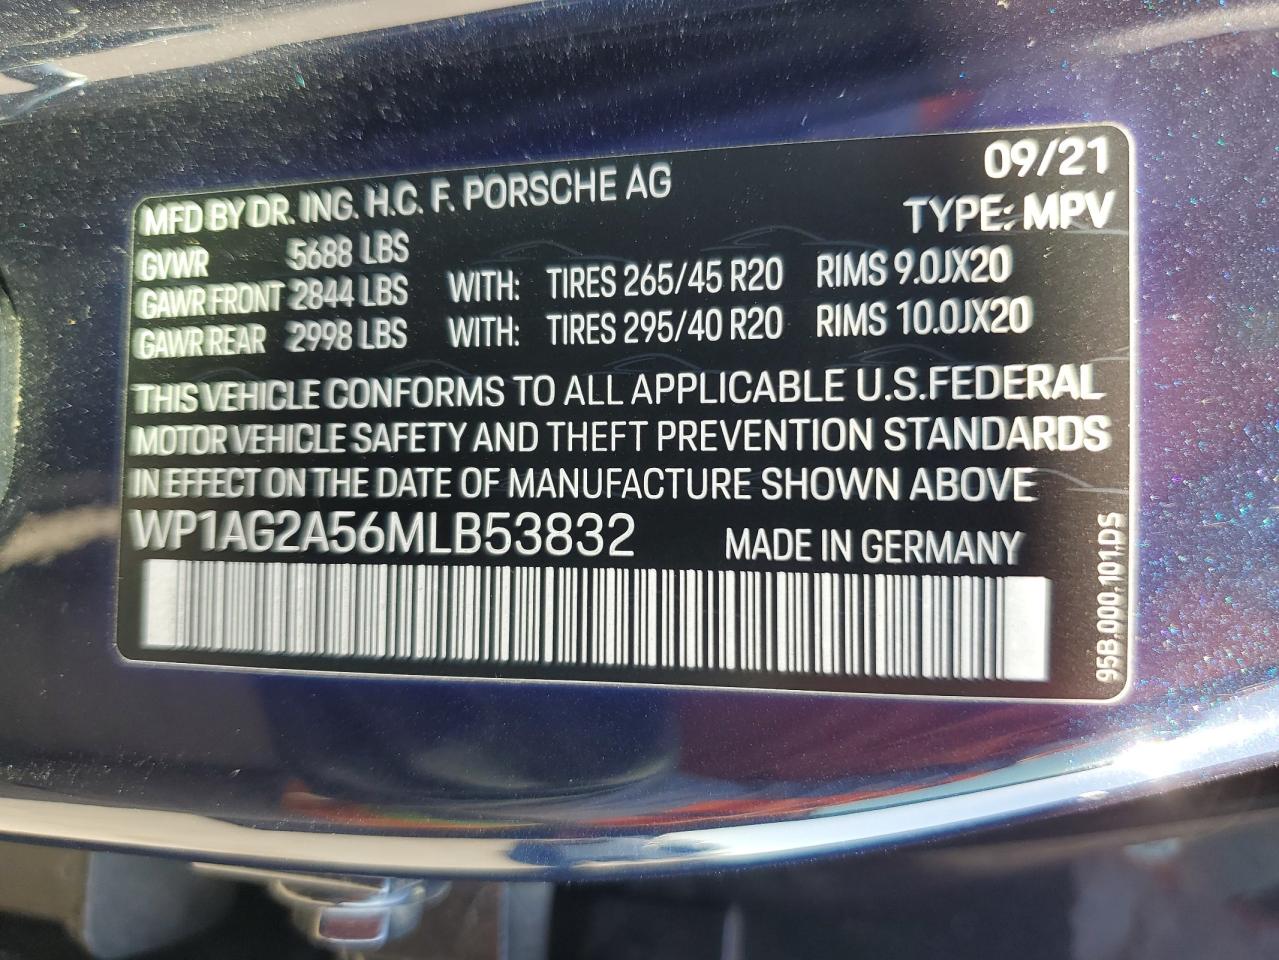 09/21
MFD BY DR. ING. H.C. F. PORSCHE AG
TYPE: MPV
GVWR 5688 LBS
GAWR FRONT 2844 LBS WITH: TIRES 265/45 R20 RIMS 9.0JX20
GAWR REAR 2998 LBS WITH: TIRES 295/40 R20 RIMS 10.0JX20
THIS VEHICLE CONFORMS TO ALL APPLICABLE U.S.FEDERAL
MOTOR VEHICLE SAFETY AND THEFT PREVENTION STANDARDS
IN EFFECT ON THE DATE OF MANUFACTURE SHOWN ABOVE
WP1AG2A56MLB53832 MADE IN GERMANY
95B.000.101.DS